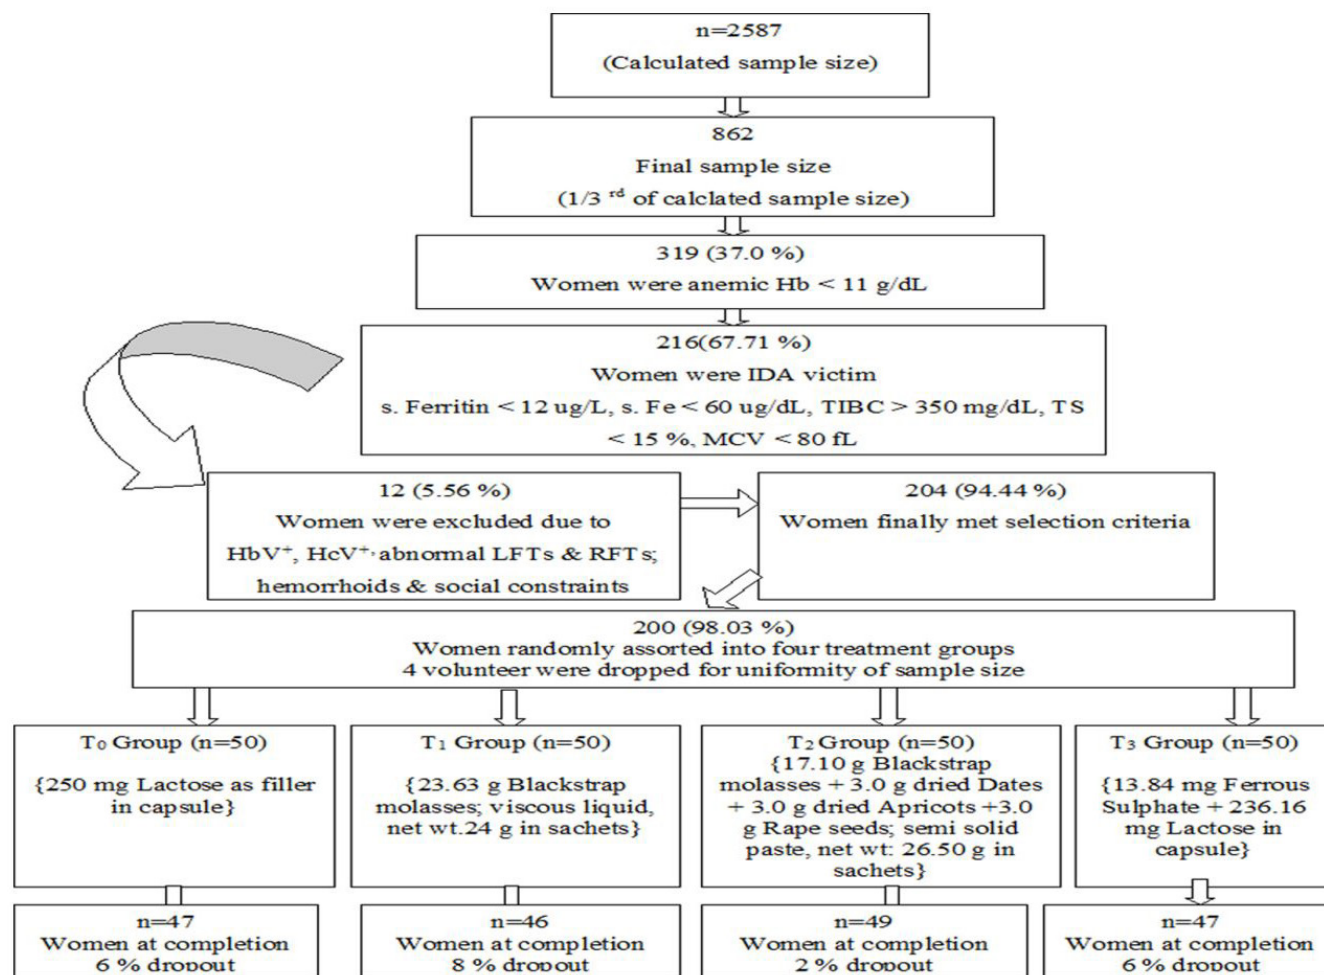 n=2587
(Calculated sample size)
862
Final sample size
(1/3 rd of calclated sample size)
319 (37.0 %)
Women were anemic Hb < 11 g/dL
216(67.71 %)
Women were IDA victim
s. Ferritin < 12 ug/L, s. Fe < 60 ug/dL, TIBC > 350 mg/dL, TS
< 15 %, MCV < 80 fL
12 (5.56 %)
Women were excluded due to
HbV+, HcV+, abnormal LFTs & RFTs;
hemorrhoids & social constraints
204 (94.44 %)
Women finally met selection criteria
200 (98.03 %)
Women randomly assorted into four treatment groups
4 volunteer were dropped for uniformity of sample size
T0 Group (n=50)
{250 mg Lactose as filler
in capsule}
T1 Group (n=50)
{23.63 g Blackstrap
molasses; viscous liquid,
net wt.24 g in sachets}
T2 Group (n=50)
{17.10 g Blackstrap
molasses + 3.0 g dried Dates
+ 3.0 g dried Apricots +3.0
g Rape seeds; semi solid
paste, net wt: 26.50 g in
sachets}
T3 Group (n=50)
{13.84 mg Ferrous
Sulphate + 236.16
mg Lactose in
capsule}
n=47
Women at completion
6 % dropout
n=46
Women at completion
8 % dropout
n=49
Women at completion
2 % dropout
n=47
Women at completion
6 % dropout